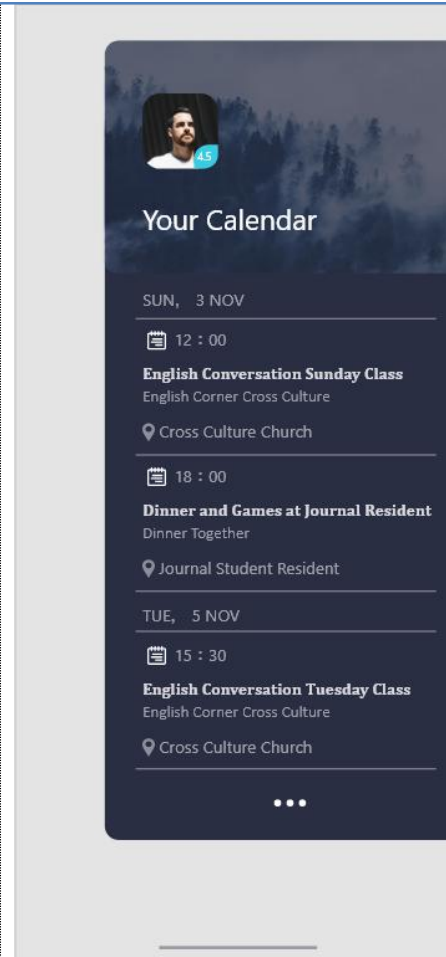 4.5
Your Calendar
SUN, 3 NOV
12 : 00
English Conversation Sunday Class
English Corner Cross Culture
Cross Culture Church
18 : 00
Dinner and Games at Journal Resident
Dinner Together
Journal Student Resident
TUE, 5 NOV
15 : 30
English Conversation Tuesday Class
English Corner Cross Culture
Cross Culture Church